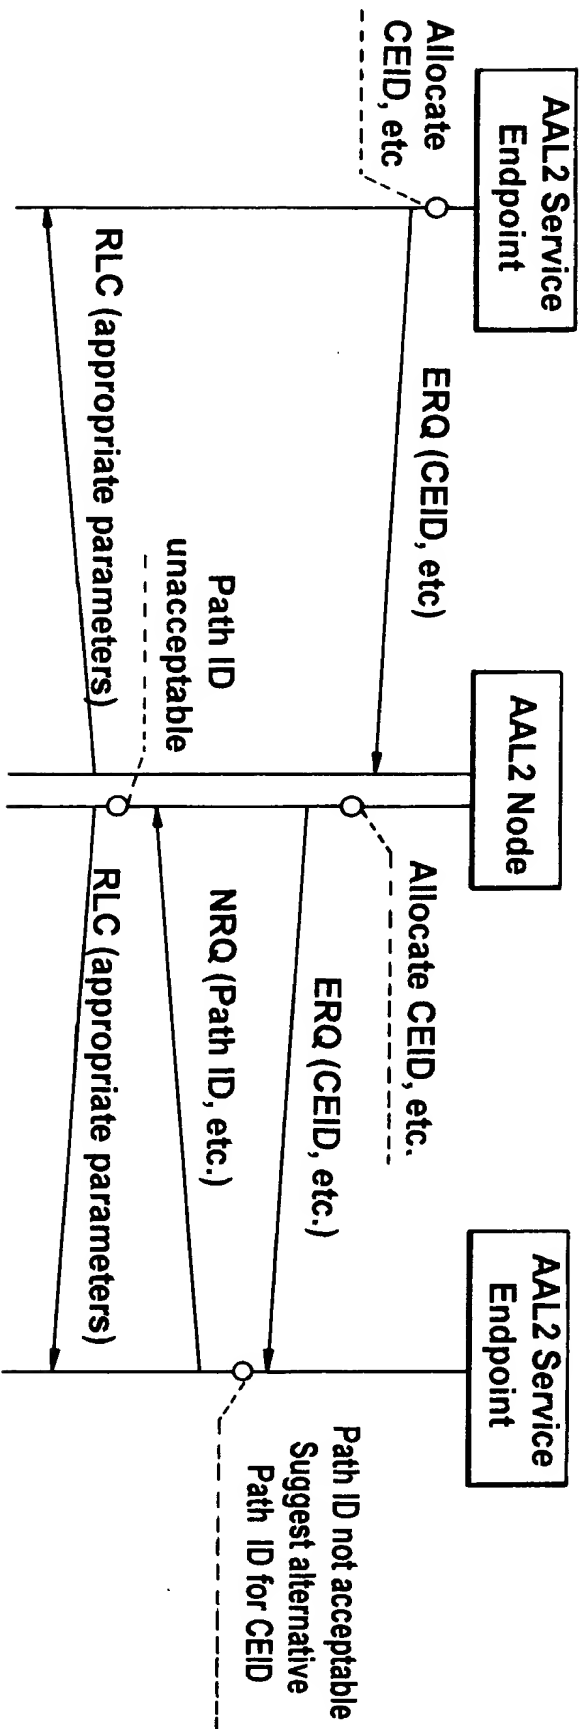 AAL2 Service
Endpoint
AAL2 Node
AAL2 Service
Endpoint
Allocate
CEID, etc
ERQ (CEID, etc)
Allocate CEID, etc.
ERQ (CEID, etc.)
Path ID not acceptable
Suggest alternative
Path ID for CEID
NRQ (Path ID, etc.)
Path ID
unacceptable
RLC (appropriate parameters)
RLC (appropriate parameters)